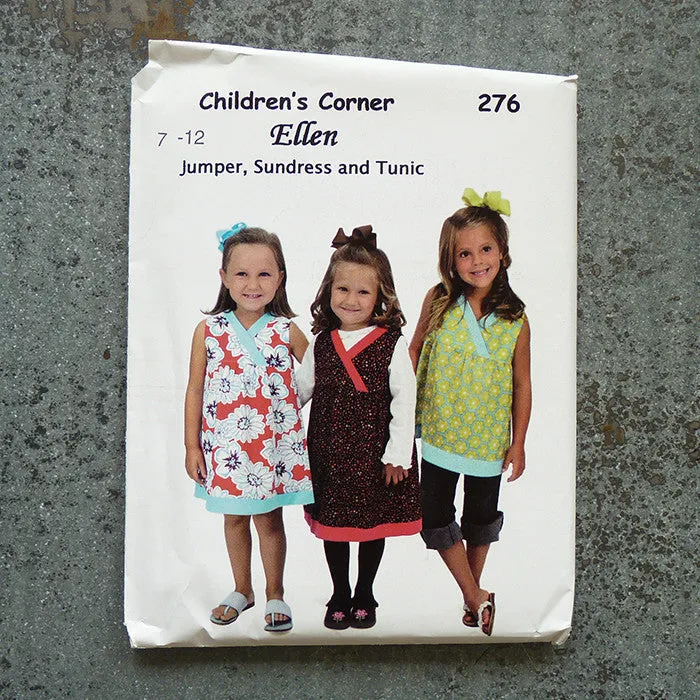 Children's Corner 276
7 -12 Ellen
Jumper, Sundress and Tunic